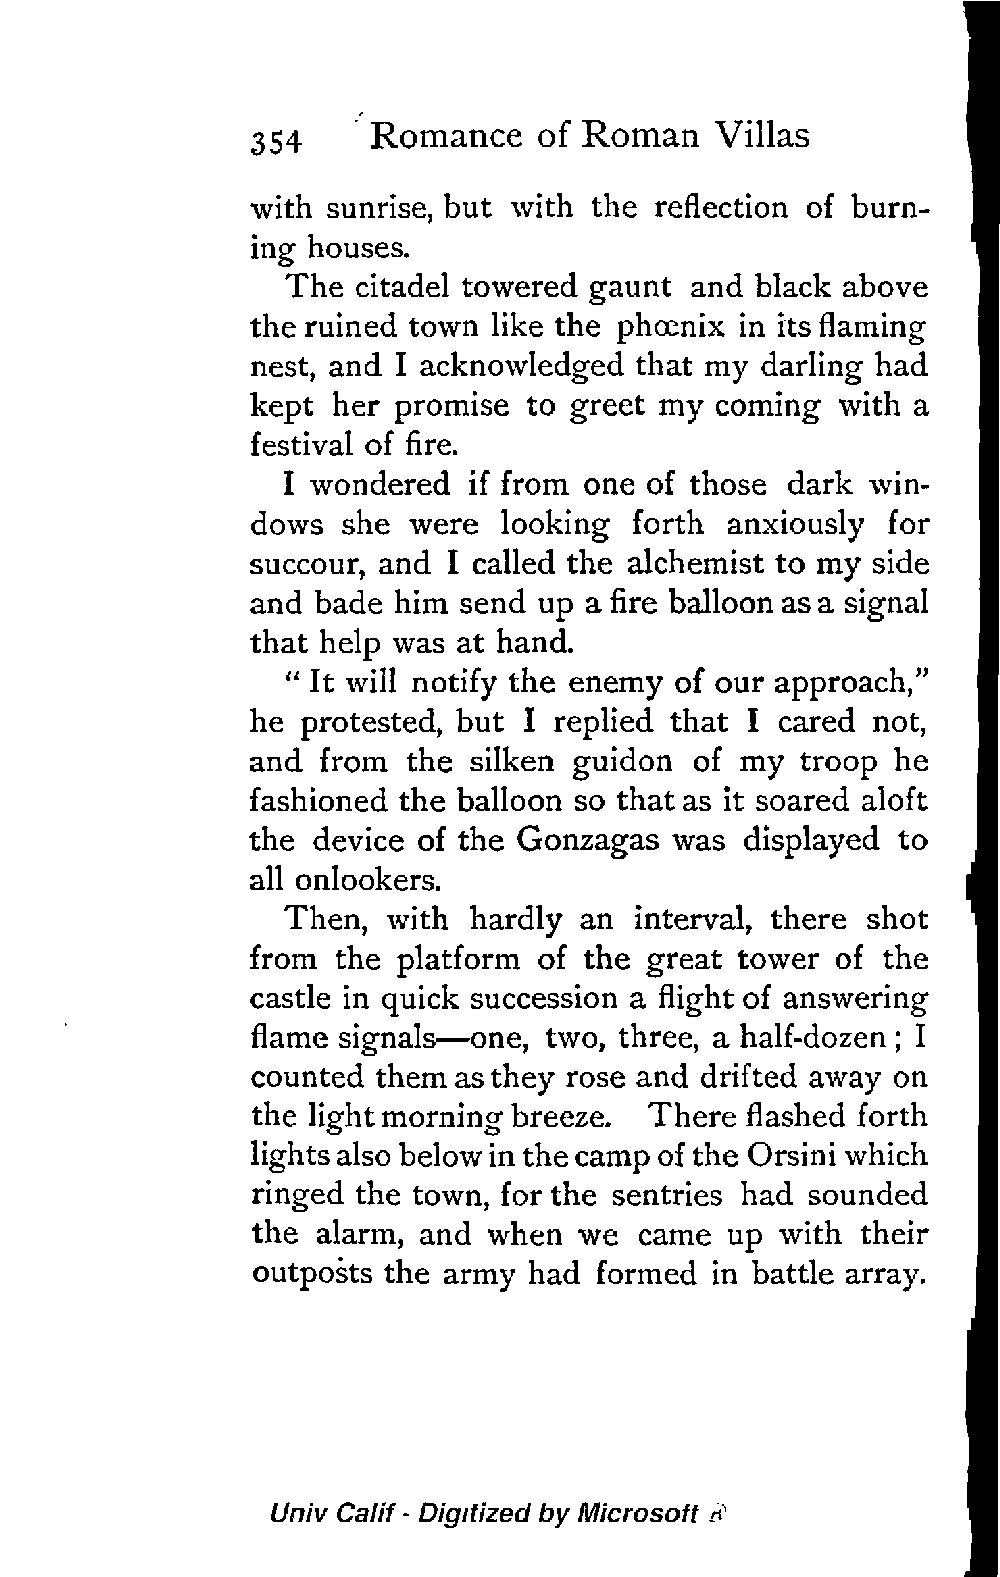 354 Romance of Roman Villas
with sunrise, but with the reflection of burn-
ing houses.
The citadel towered gaunt and black above
the ruined town like the phœnix in its flaming
nest, and I acknowledged that my darling had
kept her promise to greet my coming with a
festival of fire.
I wondered if from one of those dark win-
dows she were looking forth anxiously for
succour, and I called the alchemist to my side
and bade him send up a fire balloon as a signal
that help was at hand.
“ It will notify the enemy of our approach,”
he protested, but I replied that I cared not,
and from the silken guidon of my troop he
fashioned the balloon so that as it soared aloft
the device of the Gonzagas was displayed to
all onlookers.
Then, with hardly an interval, there shot
from the platform of the great tower of the
castle in quick succession a flight of answering
flame signals—one, two, three, a half-dozen ; I
counted them as they rose and drifted away on
the light morning breeze. There flashed forth
lights also below in the camp of the Orsini which
ringed the town, for the sentries had sounded
the alarm, and when we came up with their
outposts the army had formed in battle array.
Univ Calif - Digitized by Microsoft ®